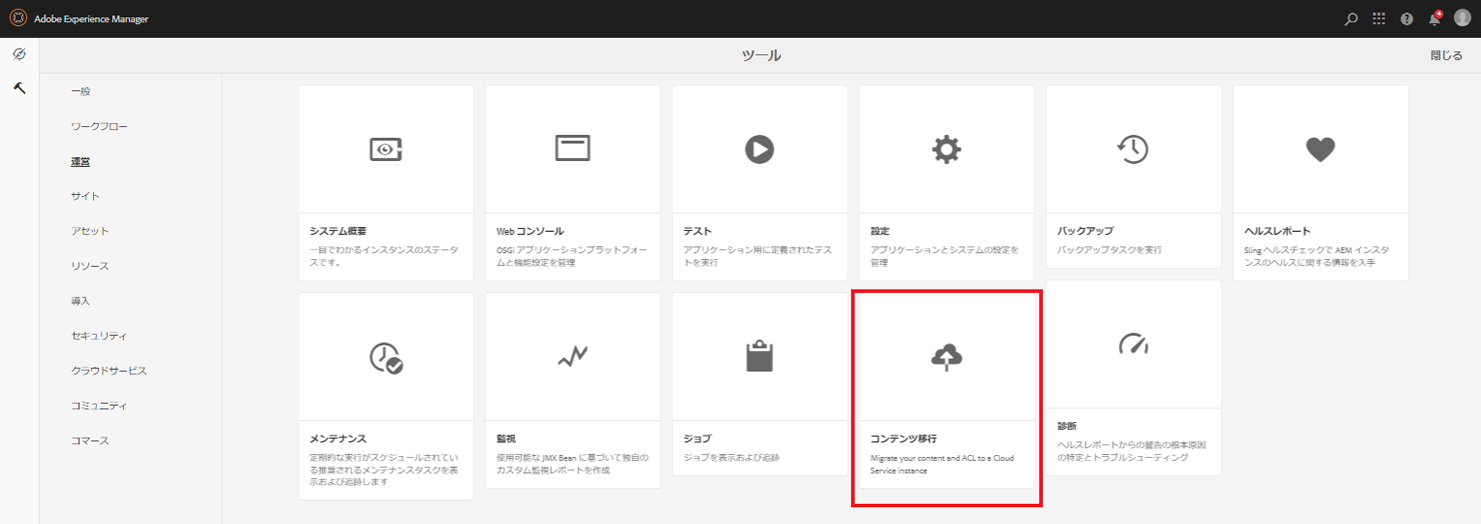 Adobe Experience Manager
4
ツール
閉じる
一般
ワークフロー
運営
サイト
アセット
リソース
導入
セキュリティ
クラウドサービス
コミュニティ
コマース
システム概要
一目でわかるインスタンスのステータ
スです。
Web コンソール
OSGi アプリケーションプラットフォー
ムと機能設定を管理
テスト
アプリケーション用に定義されたテス
トを実行
設定
アプリケーションとシステムの設定を
管理
バックアップ
バックアップタスクを実行
ヘルスレポート
Sling ヘルスチェックで AEM インスタ
ンスのヘルスに関する情報を入手
メンテナンス
定期的な実行がスケジュールされてい
る推奨されるメンテナンスタスクを表
示および追跡します
監視
使用可能な JMX Bean に基づいて独自の
カスタム監視レポートを作成
ジョブ
ジョブを表示および追跡
コンテンツ移行
Migrate your content and ACL to a Cloud
Service instance
診断
ヘルスレポートからの警告の根本原因
の特定とトラブルシューティング